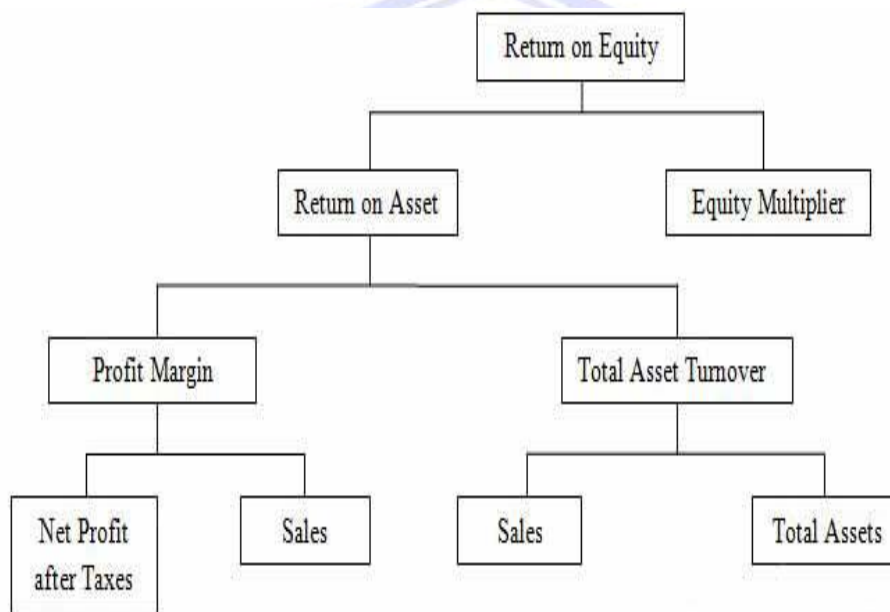 Return on Equity
Return on Asset
Equity Multiplier
Profit Margin
Total Asset Turnover
Net Profit
after Taxes
Sales
Sales
Total Assets